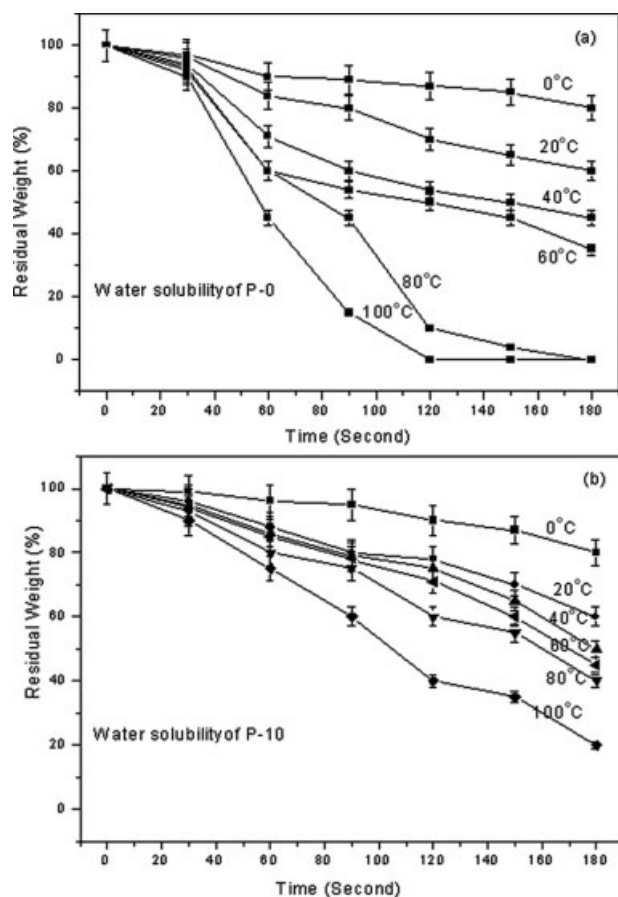 (a)
100
80
60
40
20
0
Residual Weight (%)
0°C
20°C
40°C
60°C
80°C
100°C
Water solubility of P-0
0 20 40 60 80 100 120 140 160 180
Time (Second)
(b)
100
80
60
40
20
0
Residual Weight (%)
0°C
20°C
40°C
60°C
80°C
100°C
Water solubility of P-10
0 20 40 60 80 100 120 140 160 180
Time (Second)